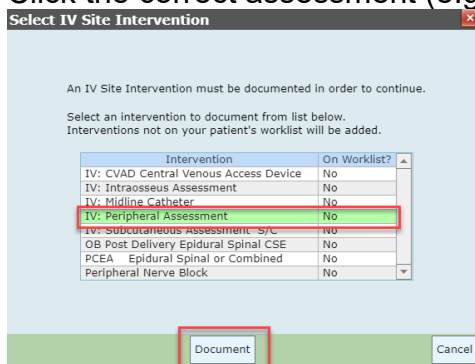 Click the correct assessment (e.g
Select IV Site Intervention
An IV Site Intervention must be documented in order to continue.
Select an intervention to document from list below.
Interventions not on your patient's worklist will be added.
Intervention On Worklist?
IV: CVAD Central Venous Access Device No
IV: Intraosseus Assessment No
IV: Midline Catheter No
IV: Peripheral Assessment No
IV: Subcutaneous Assessment S/C No
OB Post Delivery Epidural Spinal CSE No
PCEA Epidural Spinal or Combined No
Peripheral Nerve Block No
Document Cancel